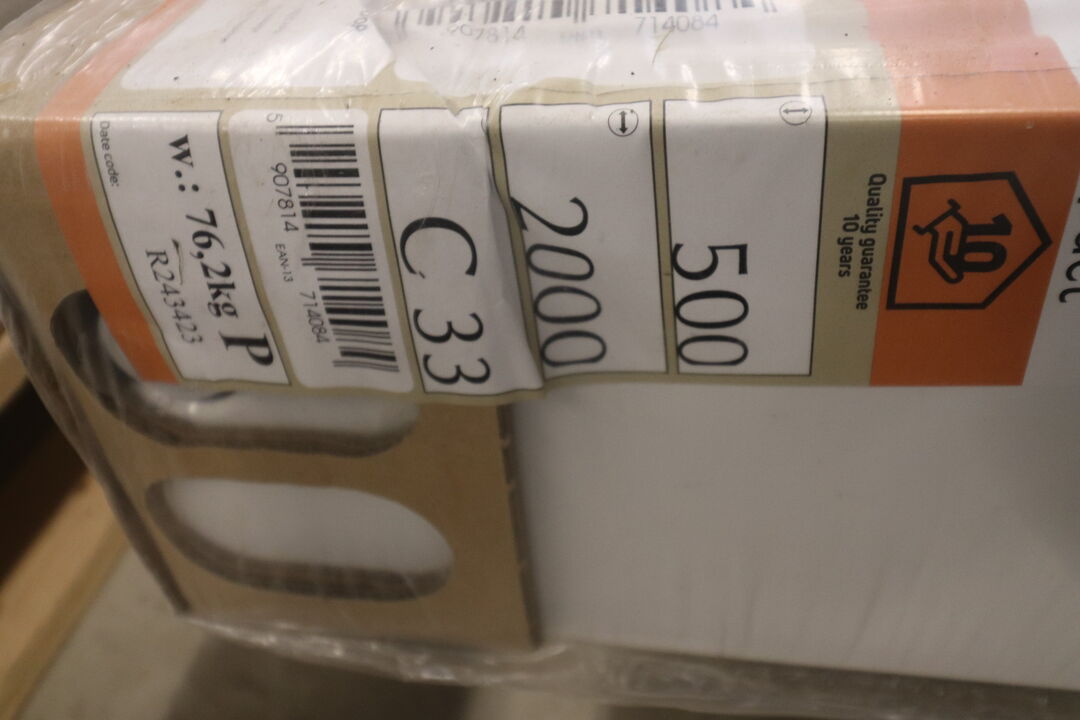 Date code:
w.: 76,2kg P
R243423
5 907814 714084
EAN-13
C 33
2000
500
Quality guarantee
10 years
10
714084